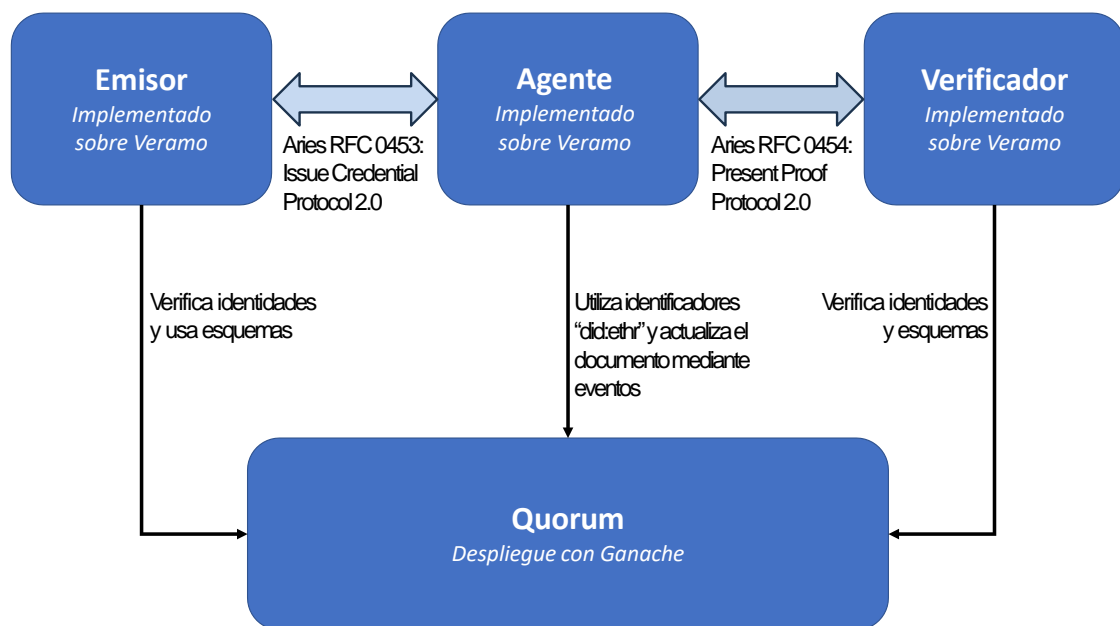 Emisor
Implementado
sobre Veramo
Agente
Implementado
sobre Veramo
Verificador
Implementado
sobre Veramo
Aries RFC 0453:
Issue Credential
Protocol 2.0
Aries RFC 0454:
Present Proof
Protocol 2.0
Verifica identidades
y usa esquemas
Utiliza identificadores
“did:ethr” y actualiza el
documento mediante
eventos
Verifica identidades
y esquemas
Quorum
Despliegue con Ganache